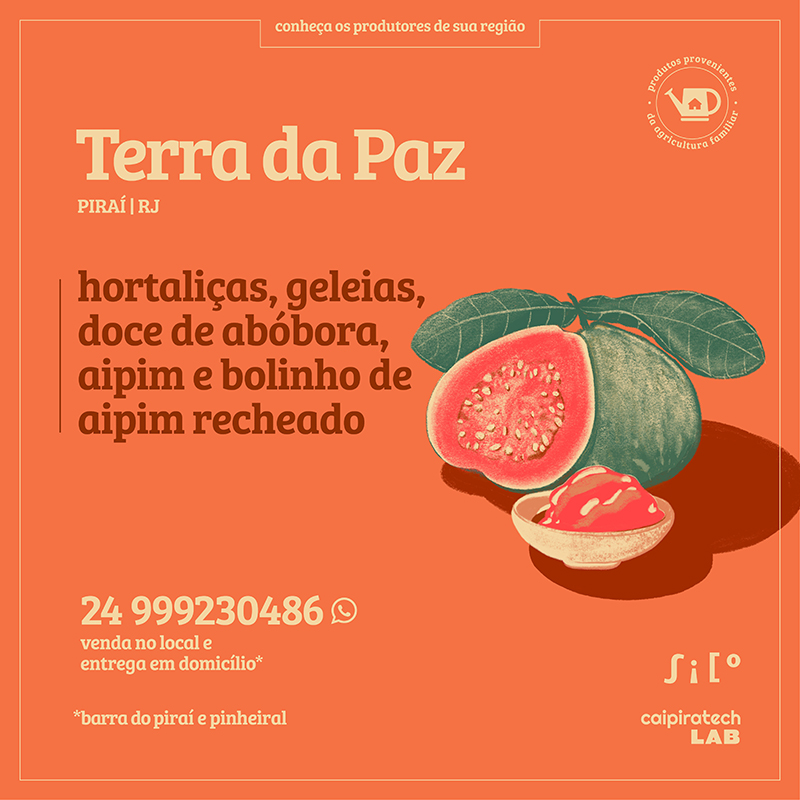 conheça os produtores de sua região
produtos provenientes
da agricultura familiar
Terra da Paz
PIRAÍ | RJ
hortaliças, geleias,
doce de abóbora,
aipim e bolinho de
aipim recheado
24 999230486
venda no local e
entrega em domicílio*
*barra do piraí e pinheiral
silo
caipiratech
LAB